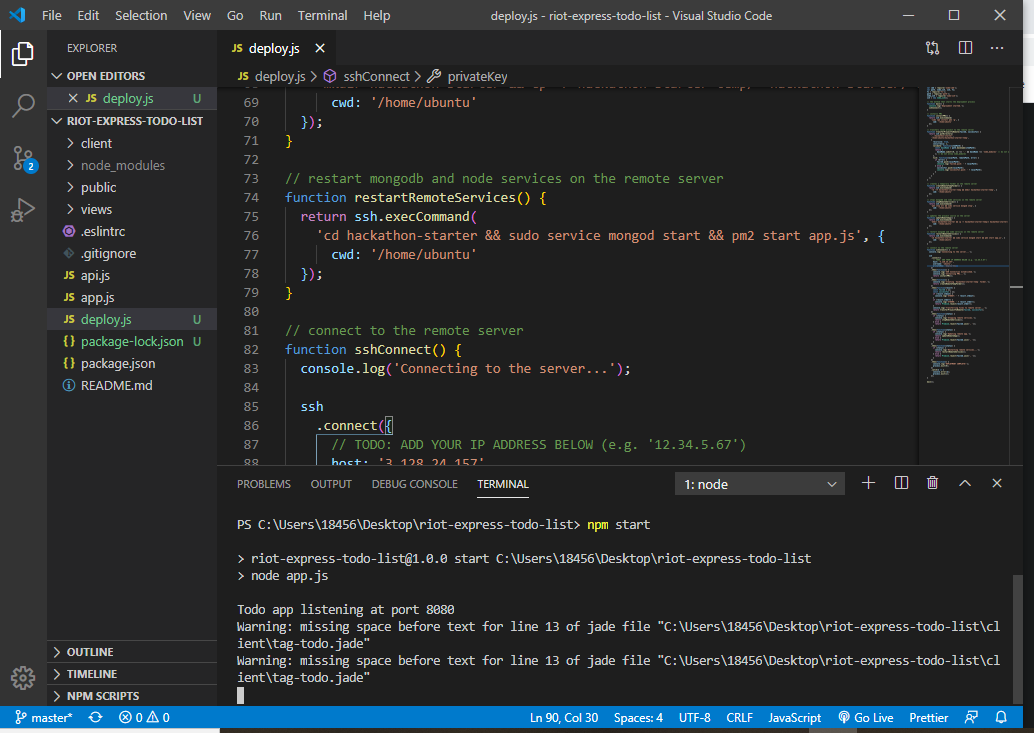 File Edit Selection View Go Run Terminal Help deploy.js - riot-express-todo-list - Visual Studio Code
EXPLORER
OPEN EDITORS
JS deploy.js U
RIOT-EXPRESS-TODO-LIST
client
node_modules
public
views
.eslintrc
.gitignore
JS api.js
JS app.js
JS deploy.js U
{} package-lock.json U
{} package.json
README.md
OUTLINE
TIMELINE
NPM SCRIPTS
2
JS deploy.js
JS deploy.js > sshConnect > privateKey
69 cwd: '/home/ubuntu'
70 });
71 }
72
73 // restart mongodb and node services on the remote server
74 function restartRemoteServices() {
75 return ssh.execCommand(
76 'cd hackathon-starter && sudo service mongod start && pm2 start app.js', {
77 cwd: '/home/ubuntu'
78 });
79 }
80
81 // connect to the remote server
82 function sshConnect() {
83 console.log('Connecting to the server...');
84
85 ssh
86 .connect({
87 // TODO: ADD YOUR IP ADDRESS BELOW (e.g. '12.34.5.67')
88 host: '3.128.24.157'
PROBLEMS OUTPUT DEBUG CONSOLE TERMINAL 1: node
PS C:\Users\18456\Desktop\riot-express-todo-list> npm start
> riot-express-todo-list@1.0.0 start C:\Users\18456\Desktop\riot-express-todo-list
> node app.js
Todo app listening at port 8080
Warning: missing space before text for line 13 of jade file "C:\Users\18456\Desktop\riot-express-todo-list\cl
ient\tag-todo.jade"
Warning: missing space before text for line 13 of jade file "C:\Users\18456\Desktop\riot-express-todo-list\cl
ient\tag-todo.jade"
master* 0 0 Ln 90, Col 30 Spaces: 4 UTF-8 CRLF JavaScript Go Live Prettier